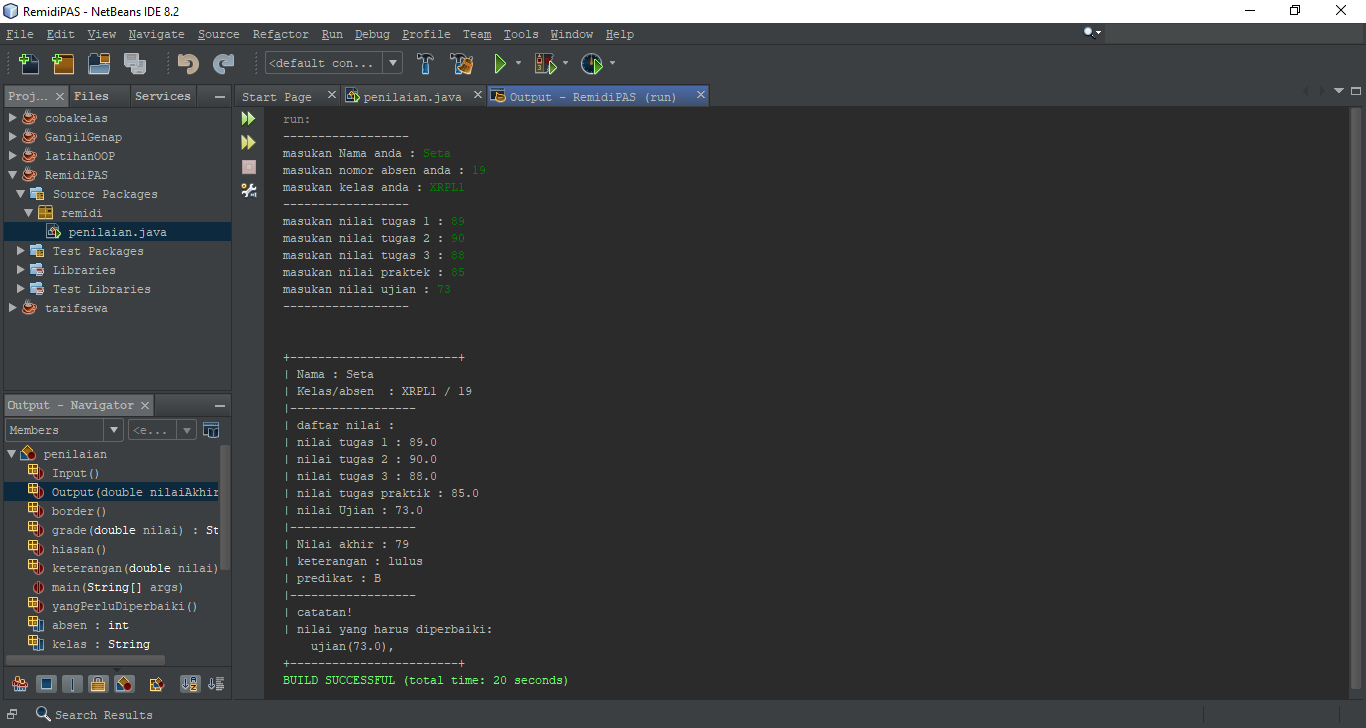 RemidiPAS - NetBeans IDE 8.2
File Edit View Navigate Source Refactor Run Debug Profile Team Tools Window Help
<default con...
Proj... Files Services
cobakelas
GanjilGenap
latihanOOP
RemidiPAS
Source Packages
remidi
penilaian.java
Test Packages
Libraries
Test Libraries
tarifsewa
Output - Navigator
Members <e...
penilaian
Input()
Output(double nilaiAkhir
border()
grade(double nilai) : St
hiasan()
keterangan(double nilai)
main(String[] args)
yangPerluDiperbaiki()
absen : int
kelas : String
Start Page penilaian.java Output - RemidiPAS (run)
run:
------------------
masukan Nama anda : Seta
masukan nomor absen anda : 19
masukan kelas anda : XRPL1
------------------
masukan nilai tugas 1 : 89
masukan nilai tugas 2 : 90
masukan nilai tugas 3 : 88
masukan nilai praktek : 85
masukan nilai ujian : 73
------------------
+------------------------+
| Nama : Seta
| Kelas/absen  : XRPL1 / 19
|------------------
| daftar nilai :
| nilai tugas 1 : 89.0
| nilai tugas 2 : 90.0
| nilai tugas 3 : 88.0
| nilai tugas praktik : 85.0
| nilai Ujian : 73.0
|------------------
| Nilai akhir : 79
| keterangan : lulus
| predikat : B
|------------------
| catatan!
| nilai yang harus diperbaiki:
ujian(73.0),
+------------------------+
BUILD SUCCESSFUL (total time: 20 seconds)
Search Results